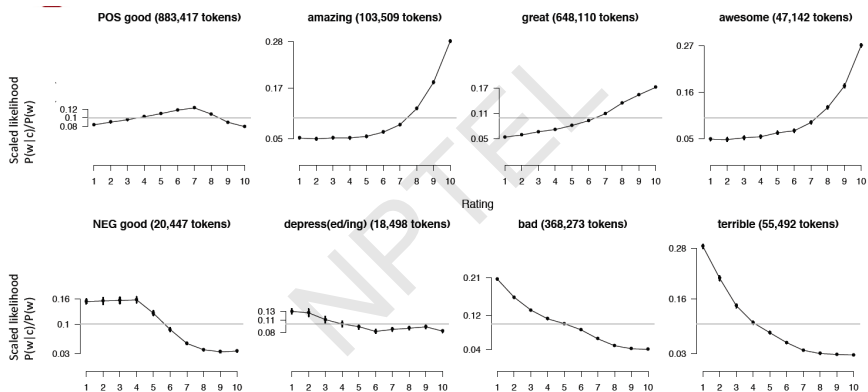 POS good (883,417 tokens)
amazing (103,509 tokens)
great (648,110 tokens)
awesome (47,142 tokens)
Scaled likelihood
P(w|c)/P(w)
0.12
0.1
0.08
0.28
0.17
0.05
0.17
0.11
0.05
0.27
0.16
0.05
1 2 3 4 5 6 7 8 9 10
1 2 3 4 5 6 7 8 9 10
1 2 3 4 5 6 7 8 9 10
1 2 3 4 5 6 7 8 9 10
Rating
NEG good (20,447 tokens)
depress(ed/ing) (18,498 tokens)
bad (368,273 tokens)
terrible (55,492 tokens)
Scaled likelihood
P(w|c)/P(w)
0.16
0.1
0.03
0.13
0.11
0.08
0.21
0.12
0.04
0.28
0.16
0.03
1 2 3 4 5 6 7 8 9 10
1 2 3 4 5 6 7 8 9 10
1 2 3 4 5 6 7 8 9 10
1 2 3 4 5 6 7 8 9 10
NPTEL